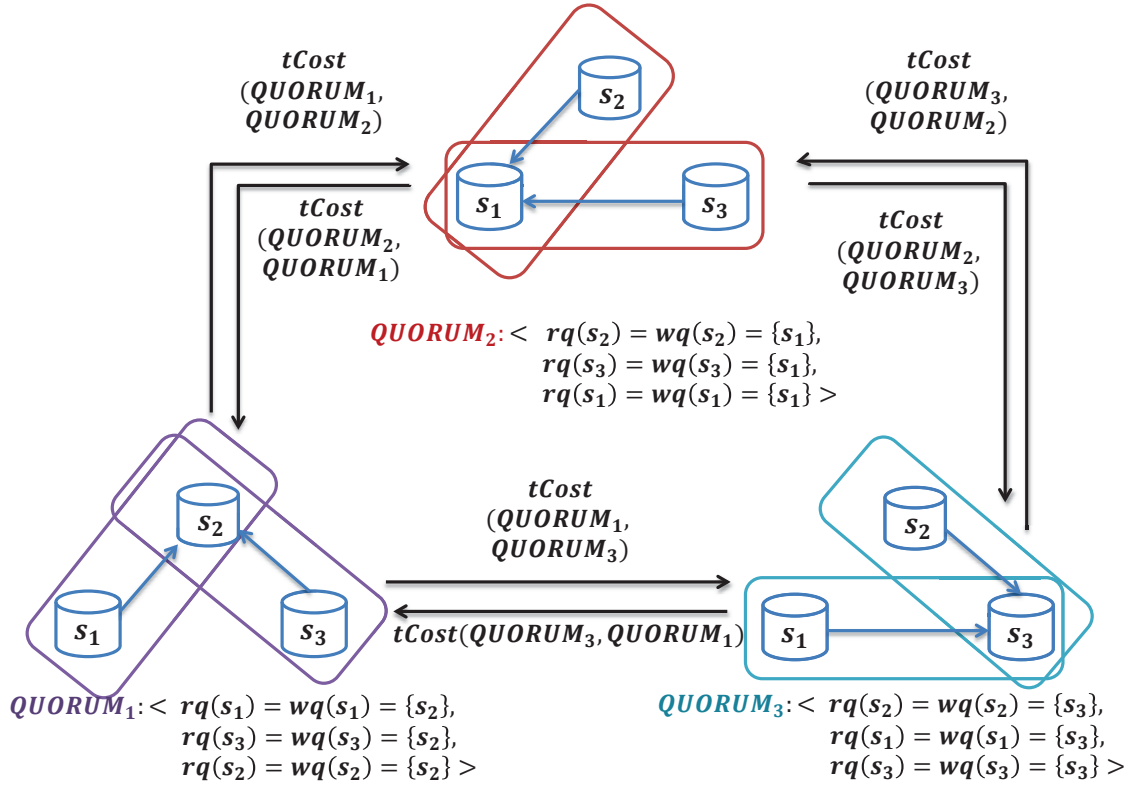 tCost
(QUORUM₁,
QUORUM₂)
tCost
(QUORUM₃,
QUORUM₂)
s₂
s₁
s₃
tCost
(QUORUM₂,
QUORUM₁)
tCost
(QUORUM₂,
QUORUM₃)
QUORUM₂:< rq(s₂) = wq(s₂) = {s₁},
rq(s₃) = wq(s₃) = {s₁},
rq(s₁) = wq(s₁) = {s₁} >
s₂
s₁
s₃
tCost
(QUORUM₁,
QUORUM₃)
tCost(QUORUM₃, QUORUM₁)
s₂
s₁
s₃
QUORUM₁:< rq(s₁) = wq(s₁) = {s₂},
rq(s₃) = wq(s₃) = {s₂},
rq(s₂) = wq(s₂) = {s₂} >
QUORUM₃:< rq(s₂) = wq(s₂) = {s₃},
rq(s₁) = wq(s₁) = {s₃},
rq(s₃) = wq(s₃) = {s₃} >